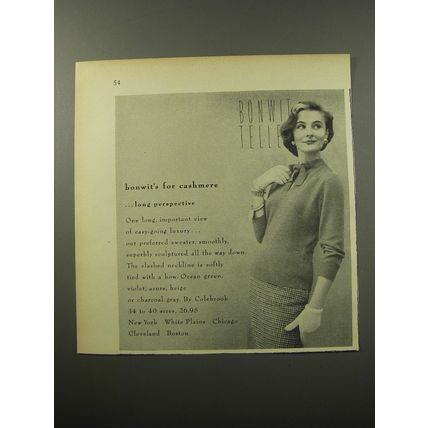 54
BONWIT
TELLE
bonwit's for cashmere
...long perspective
One long, important view
of easy-going luxury...
our preferred sweater, smoothly,
superbly sculptured all the way down.
The slashed neckline is softly
tied with a bow. Ocean green,
violet, azure, beige
or charcoal gray. By Colebrook
34 to 40 sizes, 26.95
New York White Plains Chicago
Cleveland Boston